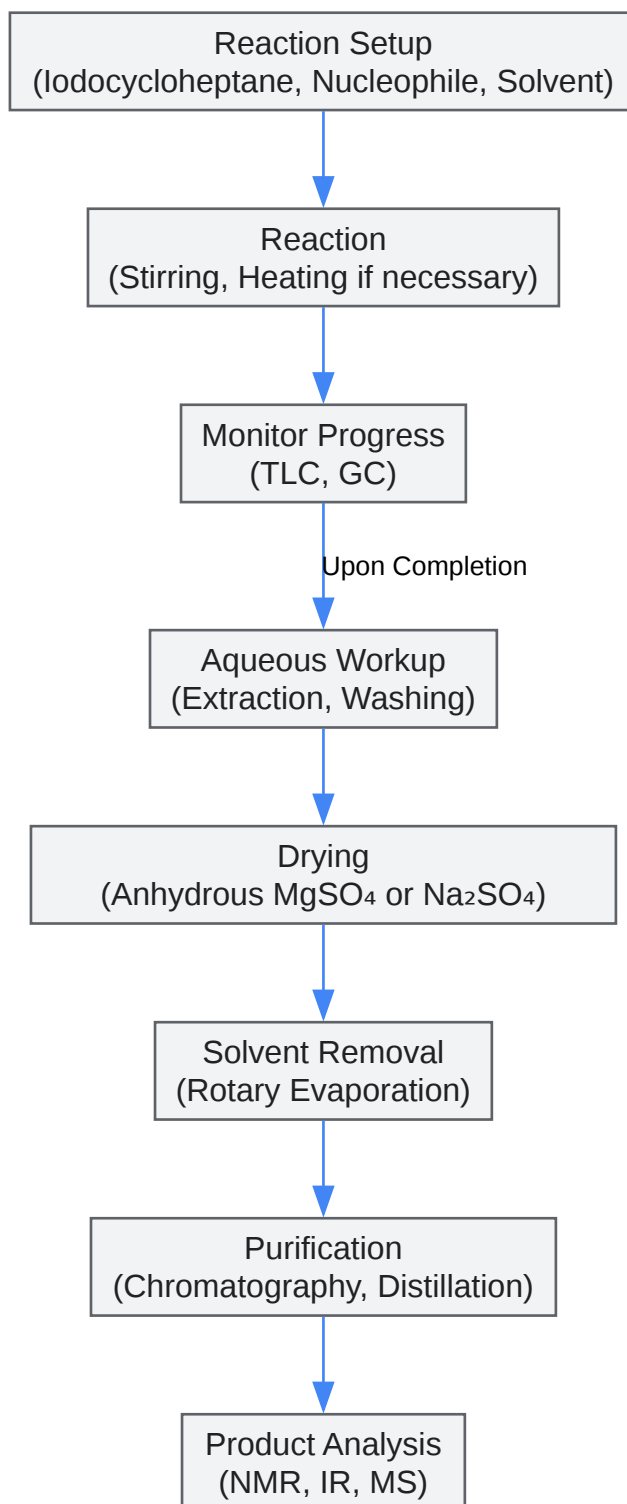 Reaction Setup
(Iodocycloheptane, Nucleophile, Solvent)
Reaction
(Stirring, Heating if necessary)
Monitor Progress
(TLC, GC)
Upon Completion
Aqueous Workup
(Extraction, Washing)
Drying
(Anhydrous MgSO₄ or Na₂SO₄)
Solvent Removal
(Rotary Evaporation)
Purification
(Chromatography, Distillation)
Product Analysis
(NMR, IR, MS)